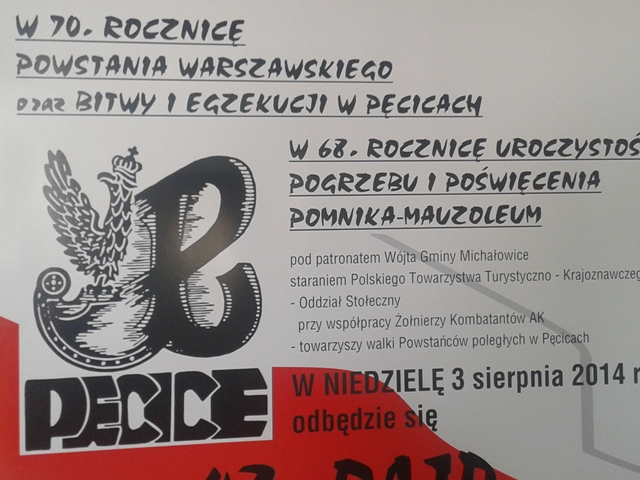 W 70. ROCZNICĘ
POWSTANIA WARSZAWSKIEGO
oraz BITWY I EGZEKUCJI W PĘCICACH
W 68. ROCZNICĘ UROCZYSTOŚ
POGRZEBU I POŚWIĘCENIA
POMNIKA-MAUZOLEUM
pod patronatem Wójta Gminy Michałowice
staraniem Polskiego Towarzystwa Turystyczno - Krajoznawczeg
- Oddział Stołeczny
przy współpracy Żołnierzy Kombatantów AK
- towarzyszy walki Powstańców poległych w Pęcicach
PĘCICE
W NIEDZIELĘ 3 sierpnia 2014 r
odbędzie się
RAJD